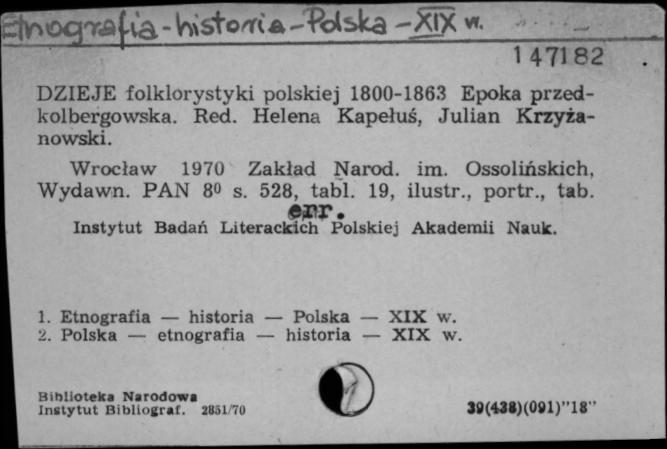 Etnografia - historia - Polska - XIX w.
147182
DZIEJE folklorystyki polskiej 1800-1863 Epoka przed-
kolbergowska. Red. Helena Kapełuś, Julian Krzyża-
nowski.
Wrocław 1970 Zakład Narod. im. Ossolińskich,
Wydawn. PAN 8⁰ s. 528, tabl. 19, ilustr., portr., tab.
err.
Instytut Badań Literackich Polskiej Akademii Nauk.
1. Etnografia — historia — Polska — XIX w.
2. Polska — etnografia — historia — XIX w.
Biblioteka Narodowa
Instytut Bibliograf. 2851/70
39(438)(091)"18"